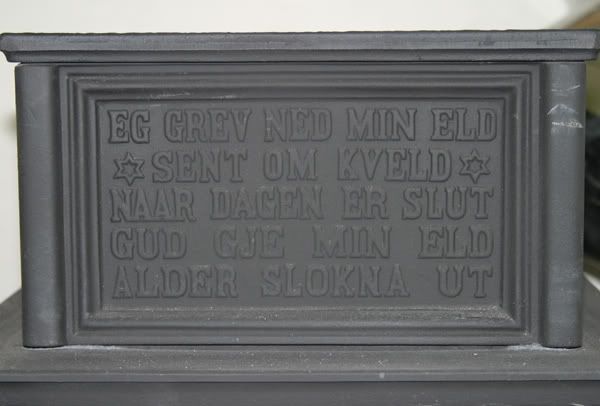 EG GREV NED MIN ELD
SENT OM KVELD
NAAR DAGEN ER SLUT
GUD GJE MIN ELD
ALDER SLOKNA UT